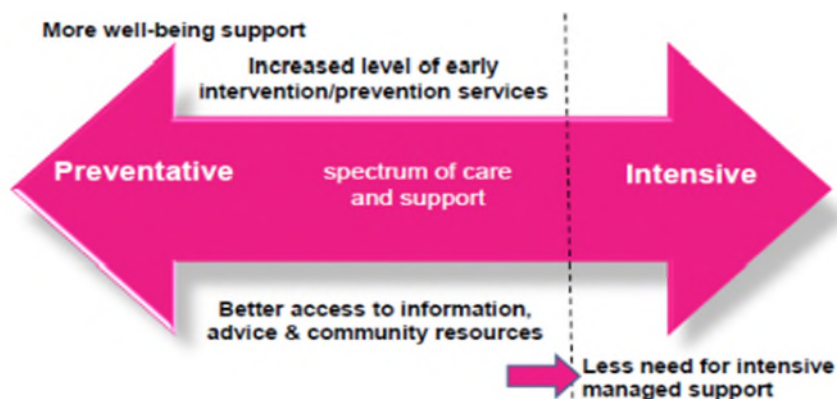 More well-being support
Increased level of early
intervention/prevention services
Preventative
spectrum of care
and support
Intensive
Better access to information,
advice & community resources
Less need for intensive
managed support